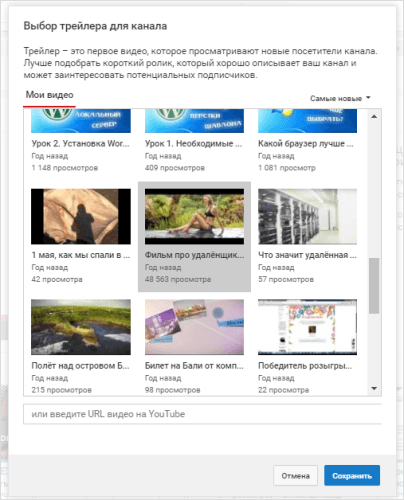 Выбор трейлера для канала
Трейлер – это первое видео, которое просматривают новые посетители канала.
Лучше подобрать короткий ролик, который хорошо описывает ваш канал и
может заинтересовать потенциальных подписчиков.
Мои видео
Самые новые
ЛОКАЛЬНЫЙ
СЕРВЕР
ВЕРСТКИ
ШАБЛОНА
ВЫБРАТЬ?
Урок 2. Установка Wor...
Год назад
1 148 просмотров
Урок 1. Необходимые ...
Год назад
409 просмотров
Какой браузер лучше ...
Год назад
1 081 просмотр
1 мая, как мы спали в ...
Год назад
42 просмотра
Фильм про удалёнщик...
Год назад
48 563 просмотра
Что значит удалённая ...
Год назад
57 просмотров
Полёт над островом Б...
Год назад
215 просмотров
Билет на Бали от комп...
Год назад
98 просмотров
Победитель розыгры...
Год назад
22 просмотра
или введите URL видео на YouTube
Отмена
Сохранить